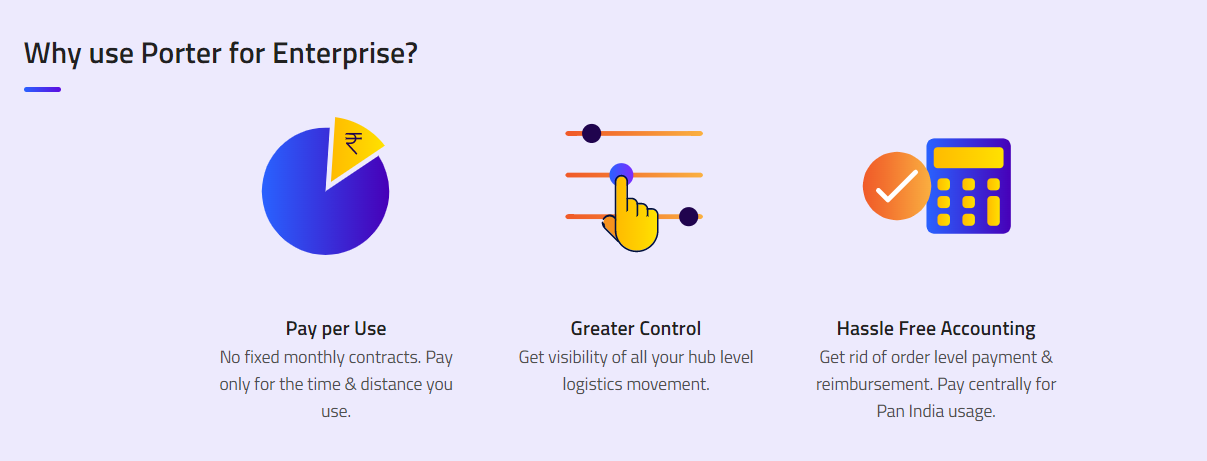 Why use Porter for Enterprise?
₹
Pay per Use
No fixed monthly contracts. Pay
only for the time & distance you
use.
Greater Control
Get visibility of all your hub level
logistics movement.
Hassle Free Accounting
Get rid of order level payment &
reimbursement. Pay centrally for
Pan India usage.